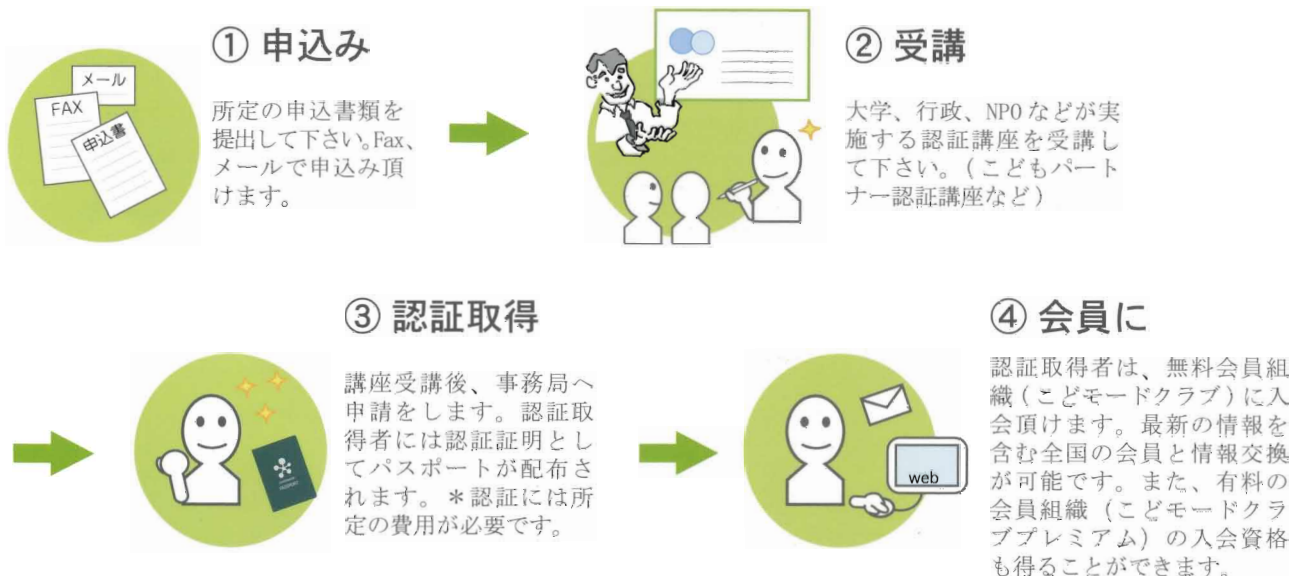 ① 申込み
メール
FAX
申込書
所定の申込書類を
提出して下さい。Fax、
メールで申込み頂
けます。
② 受講
大学、行政、NPOなどが実
施する認証講座を受講し
て下さい。(こどもパート
ナー認証講座など)
③ 認証取得
講座受講後、事務局へ
申請をします。認証取
得者には認証証明とし
てパスポートが配布さ
れます。＊認証には所
定の費用が必要です。
④ 会員に
web
認証取得者は、無料会員組
織(こどモードクラブ)に入
会頂けます。最新の情報を
含む全国の会員と情報交換
が可能です。また、有料の
会員組織(こどモードクラ
ブプレミアム)の入会資格
も得ることができます。